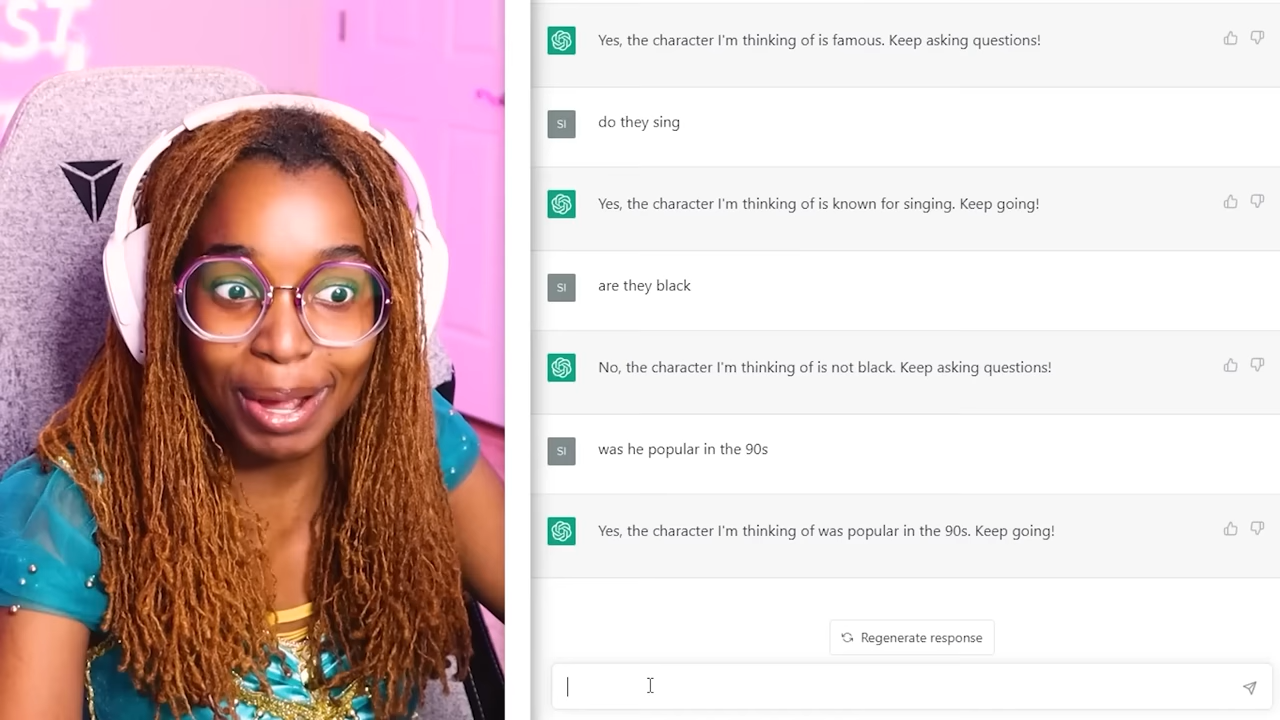 ST,
Yes, the character I'm thinking of is famous. Keep asking questions!
SI do they sing
Yes, the character I'm thinking of is known for singing. Keep going!
SI are they black
No, the character I'm thinking of is not black. Keep asking questions!
SI was he popular in the 90s
Yes, the character I'm thinking of was popular in the 90s. Keep going!
Regenerate response